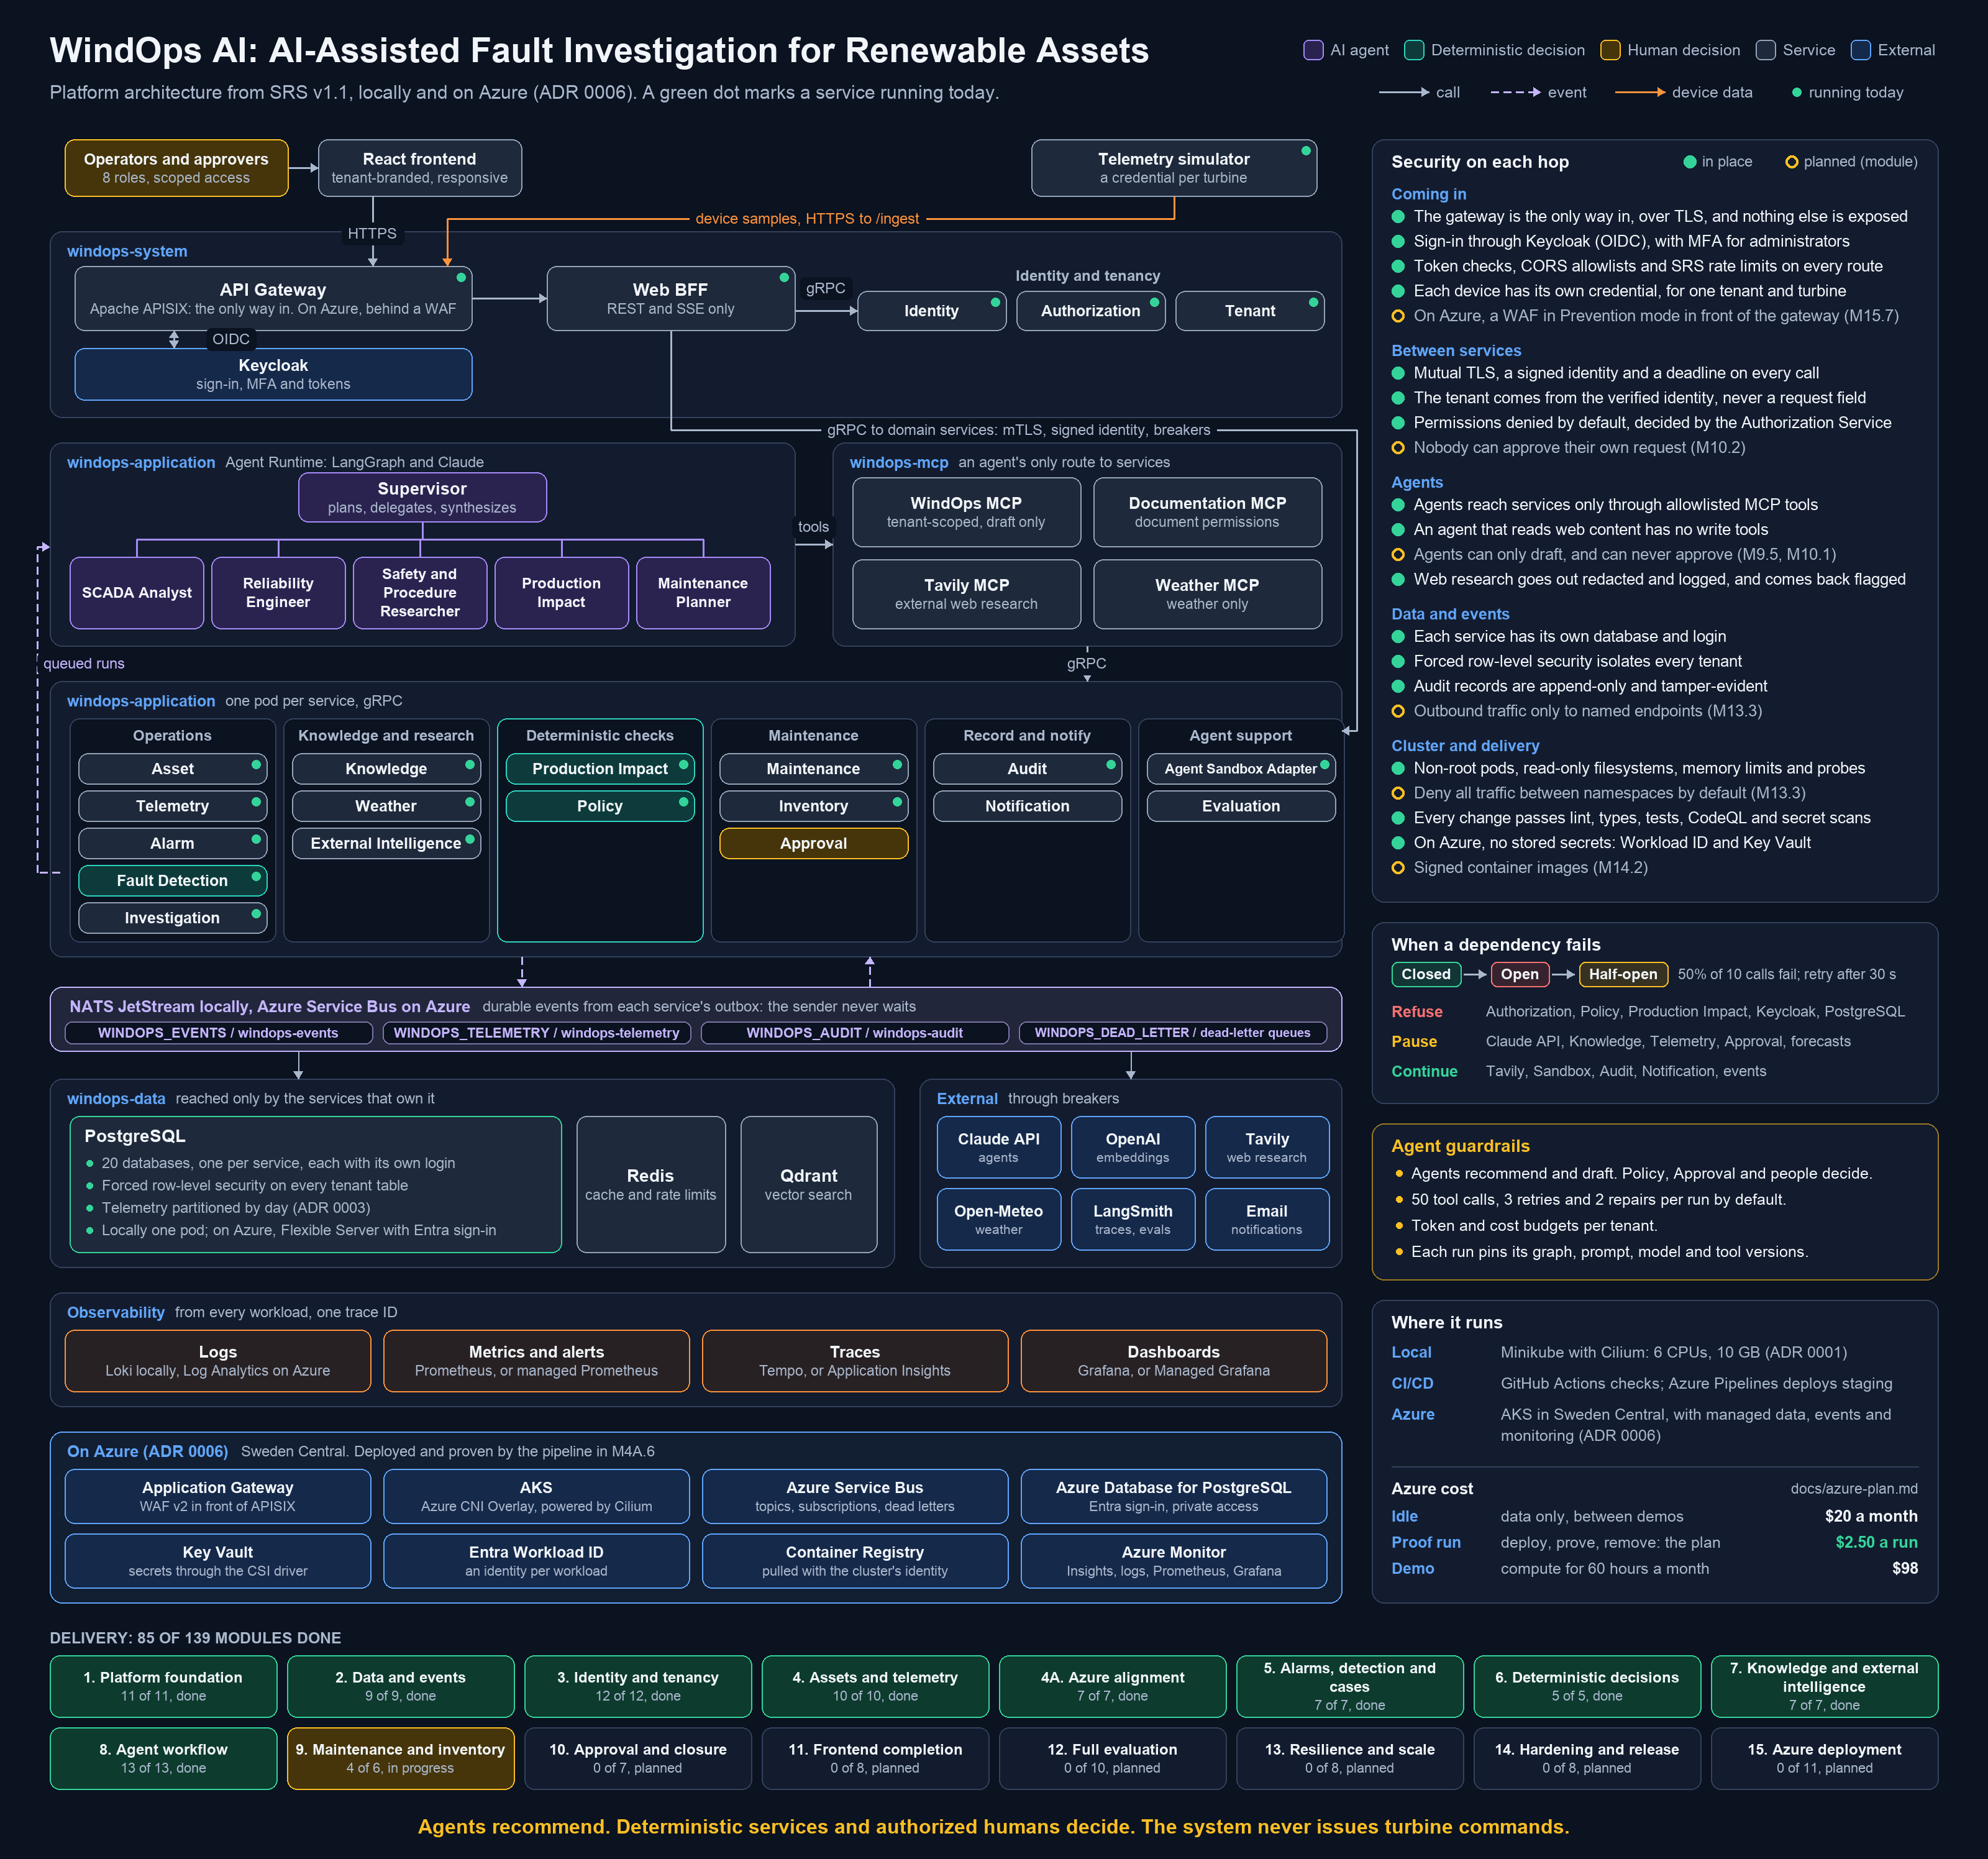 WindOps AI: AI-Assisted Fault Investigation for Renewable Assets
Platform architecture from SRS v1.1, locally and on Azure (ADR 0006). A green dot marks a service running today.
AI agent
Deterministic decision
Human decision
Service
External
call
event
device data
running today
Operators and approvers
8 roles, scoped access
React frontend
tenant-branded, responsive
Telemetry simulator
a credential per turbine
device samples, HTTPS to /ingest
HTTPS
windops-system
API Gateway
Apache APISIX: the only way in. On Azure, behind a WAF
Web BFF
REST and SSE only
gRPC
Identity and tenancy
Identity
Authorization
Tenant
OIDC
Keycloak
sign-in, MFA and tokens
gRPC to domain services: mTLS, signed identity, breakers
windops-application Agent Runtime: LangGraph and Claude
Supervisor
plans, delegates, synthesizes
SCADA Analyst
Reliability
Engineer
Safety and
Procedure
Researcher
Production
Impact
Maintenance
Planner
tools
windops-mcp an agent's only route to services
WindOps MCP
tenant-scoped, draft only
Documentation MCP
document permissions
Tavily MCP
external web research
Weather MCP
weather only
queued runs
gRPC
windops-application one pod per service, gRPC
Operations
Asset
Telemetry
Alarm
Fault Detection
Investigation
Knowledge and research
Knowledge
Weather
External Intelligence
Deterministic checks
Production Impact
Policy
Maintenance
Maintenance
Inventory
Approval
Record and notify
Audit
Notification
Agent support
Agent Sandbox Adapter
Evaluation
NATS JetStream locally, Azure Service Bus on Azure durable events from each service's outbox: the sender never waits
WINDOPS_EVENTS / windops-events
WINDOPS_TELEMETRY / windops-telemetry
WINDOPS_AUDIT / windops-audit
WINDOPS_DEAD_LETTER / dead-letter queues
windops-data reached only by the services that own it
PostgreSQL
20 databases, one per service, each with its own login
Forced row-level security on every tenant table
Telemetry partitioned by day (ADR 0003)
Locally one pod; on Azure, Flexible Server with Entra sign-in
Redis
cache and rate limits
Qdrant
vector search
External through breakers
Claude API
agents
OpenAI
embeddings
Tavily
web research
Open-Meteo
weather
LangSmith
traces, evals
Email
notifications
Observability from every workload, one trace ID
Logs
Loki locally, Log Analytics on Azure
Metrics and alerts
Prometheus, or managed Prometheus
Traces
Tempo, or Application Insights
Dashboards
Grafana, or Managed Grafana
On Azure (ADR 0006) Sweden Central. Deployed and proven by the pipeline in M4A.6
Application Gateway
WAF v2 in front of APISIX
AKS
Azure CNI Overlay, powered by Cilium
Azure Service Bus
topics, subscriptions, dead letters
Azure Database for PostgreSQL
Entra sign-in, private access
Key Vault
secrets through the CSI driver
Entra Workload ID
an identity per workload
Container Registry
pulled with the cluster's identity
Azure Monitor
Insights, logs, Prometheus, Grafana
Security on each hop
in place
planned (module)
Coming in
The gateway is the only way in, over TLS, and nothing else is exposed
Sign-in through Keycloak (OIDC), with MFA for administrators
Token checks, CORS allowlists and SRS rate limits on every route
Each device has its own credential, for one tenant and turbine
On Azure, a WAF in Prevention mode in front of the gateway (M15.7)
Between services
Mutual TLS, a signed identity and a deadline on every call
The tenant comes from the verified identity, never a request field
Permissions denied by default, decided by the Authorization Service
Nobody can approve their own request (M10.2)
Agents
Agents reach services only through allowlisted MCP tools
An agent that reads web content has no write tools
Agents can only draft, and can never approve (M9.5, M10.1)
Web research goes out redacted and logged, and comes back flagged
Data and events
Each service has its own database and login
Forced row-level security isolates every tenant
Audit records are append-only and tamper-evident
Outbound traffic only to named endpoints (M13.3)
Cluster and delivery
Non-root pods, read-only filesystems, memory limits and probes
Deny all traffic between namespaces by default (M13.3)
Every change passes lint, types, tests, CodeQL and secret scans
On Azure, no stored secrets: Workload ID and Key Vault
Signed container images (M14.2)
When a dependency fails
Closed
Open
Half-open
50% of 10 calls fail; retry after 30 s
Refuse Authorization, Policy, Production Impact, Keycloak, PostgreSQL
Pause Claude API, Knowledge, Telemetry, Approval, forecasts
Continue Tavily, Sandbox, Audit, Notification, events
Agent guardrails
Agents recommend and draft. Policy, Approval and people decide.
50 tool calls, 3 retries and 2 repairs per run by default.
Token and cost budgets per tenant.
Each run pins its graph, prompt, model and tool versions.
Where it runs
Local Minikube with Cilium: 6 CPUs, 10 GB (ADR 0001)
CI/CD GitHub Actions checks; Azure Pipelines deploys staging
Azure AKS in Sweden Central, with managed data, events and
monitoring (ADR 0006)
Azure cost docs/azure-plan.md
Idle data only, between demos $20 a month
Proof run deploy, prove, remove: the plan $2.50 a run
Demo compute for 60 hours a month $98
DELIVERY: 85 OF 139 MODULES DONE
1. Platform foundation
11 of 11, done
2. Data and events
9 of 9, done
3. Identity and tenancy
12 of 12, done
4. Assets and telemetry
10 of 10, done
4A. Azure alignment
7 of 7, done
5. Alarms, detection and
cases
7 of 7, done
6. Deterministic decisions
5 of 5, done
7. Knowledge and external
intelligence
7 of 7, done
8. Agent workflow
13 of 13, done
9. Maintenance and inventory
4 of 6, in progress
10. Approval and closure
0 of 7, planned
11. Frontend completion
0 of 8, planned
12. Full evaluation
0 of 10, planned
13. Resilience and scale
0 of 8, planned
14. Hardening and release
0 of 8, planned
15. Azure deployment
0 of 11, planned
Agents recommend. Deterministic services and authorized humans decide. The system never issues turbine commands.